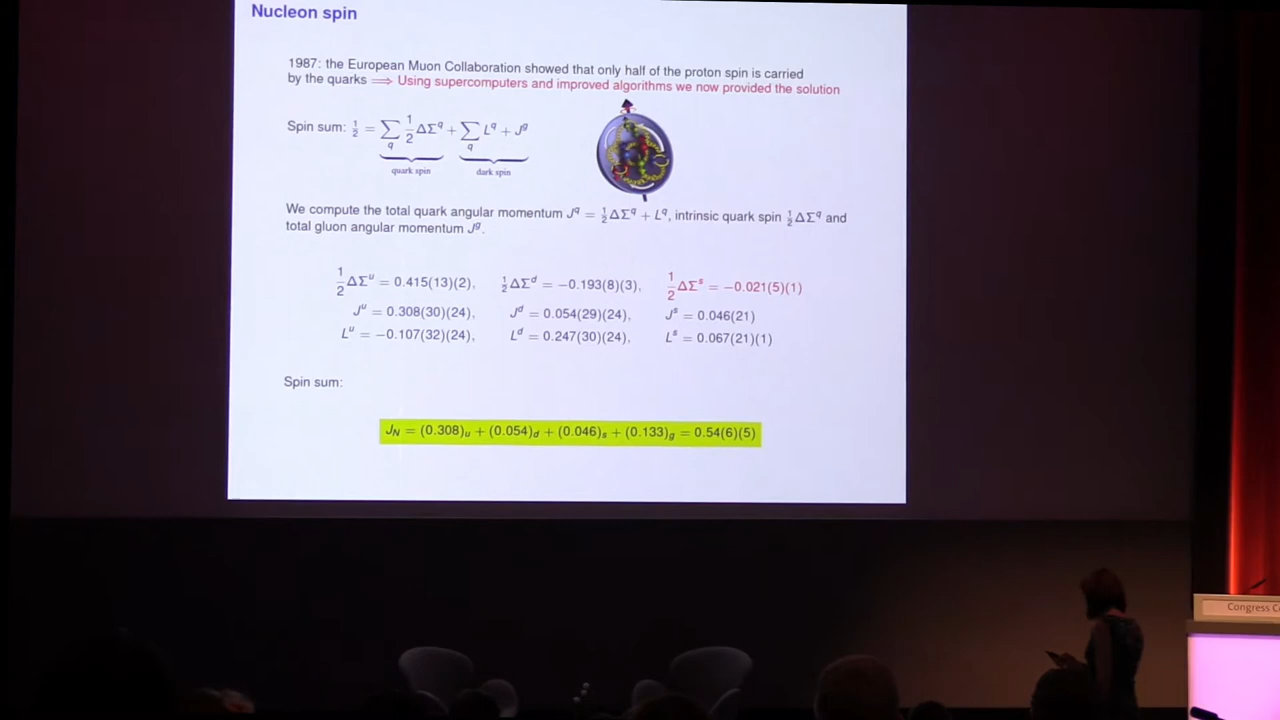 Nucleon spin
1987: the European Muon Collaboration showed that only half of the proton spin is carried
by the quarks ⟹ Using supercomputers and improved algorithms we now provided the solution
Spin sum: 1/2 = ∑_q 1/2 ΔΣ^q + ∑_q L^q + J^g
quark spin dark spin
We compute the total quark angular momentum J^q = 1/2 ΔΣ^q + L^q, intrinsic quark spin 1/2 ΔΣ^q and
total gluon angular momentum J^g.
1/2 ΔΣ^u = 0.415(13)(2), 1/2 ΔΣ^d = −0.193(8)(3), 1/2 ΔΣ^s = −0.021(5)(1)
J^u = 0.308(30)(24), J^d = 0.054(29)(24), J^s = 0.046(21)
L^u = −0.107(32)(24), L^d = 0.247(30)(24), L^s = 0.067(21)(1)
Spin sum:
J_N = (0.308)_u + (0.054)_d + (0.046)_s + (0.133)_g = 0.54(6)(5)
Congress